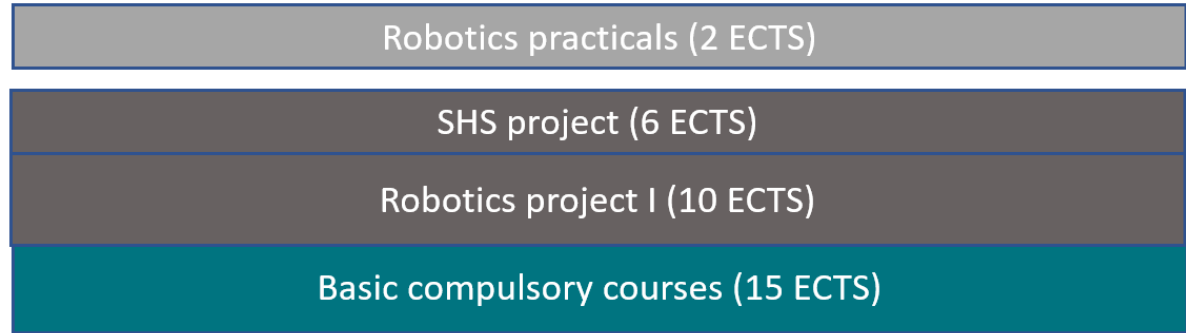 Robotics practicals (2 ECTS)
SHS project (6 ECTS)
Robotics project I (10 ECTS)
Basic compulsory courses (15 ECTS)